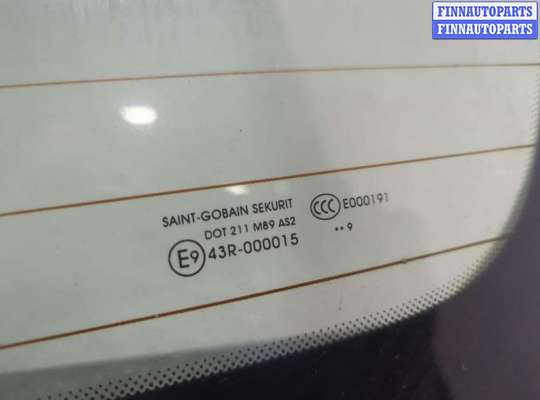 FINNAUTOPARTS
FINNAUTOPARTS
SAINT-GOBAIN SEKURIT
DOT 211 M89 AS2
E9 43R-000015
CCC E000191
•• 9